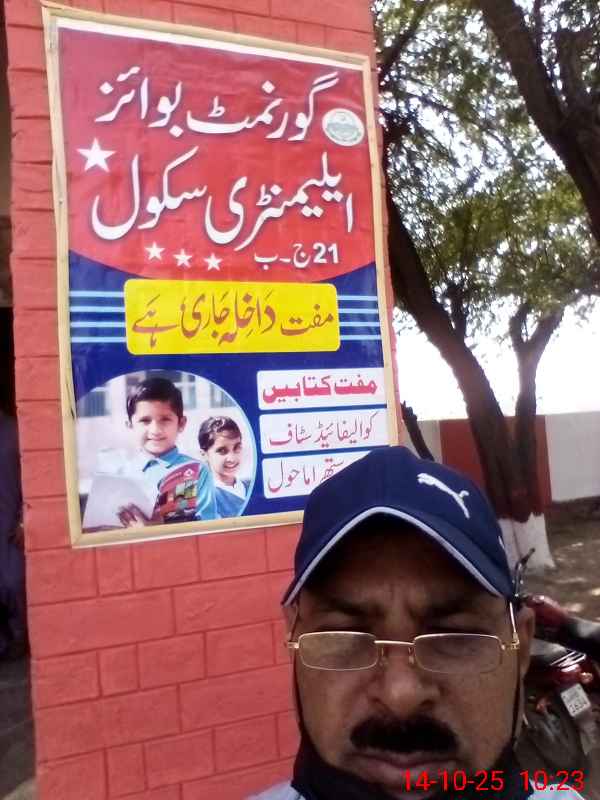 گورنمنٹ بوائز
ایلیمنٹری سکول
21 ج۔ب
مفت داخلہ جاری ہے
مفت کتابیں
کوالیفائیڈ سٹاف
ستھرا ماحول
14-10-25 10:23